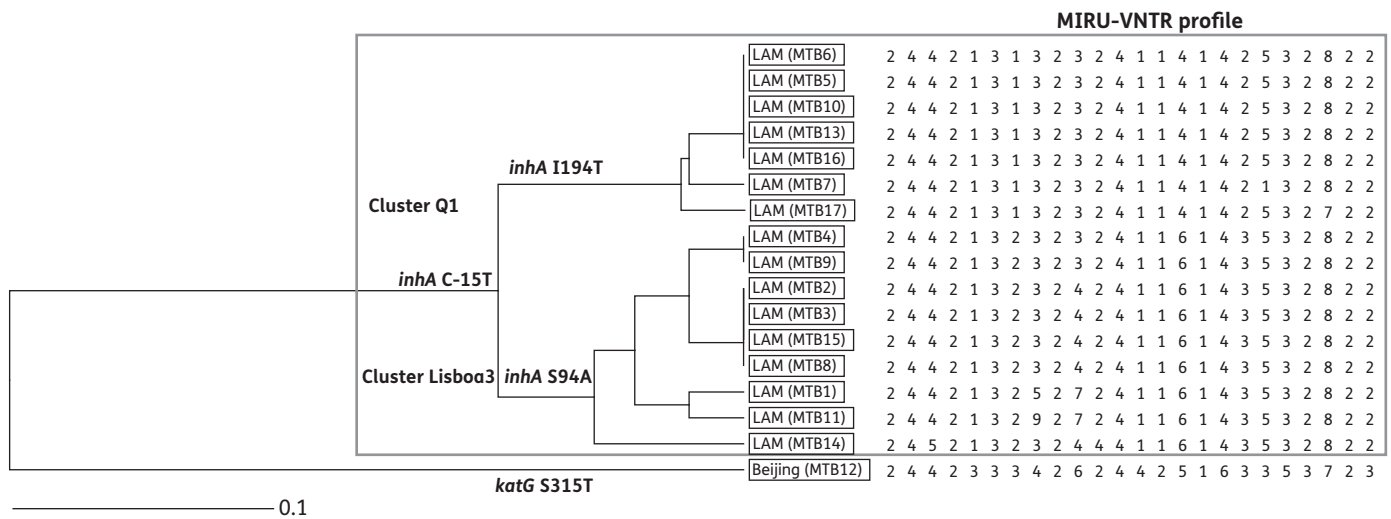 MIRU-VNTR profile
LAM (MTB6) 2 4 4 2 1 3 1 3 2 3 2 4 1 1 4 1 4 2 5 3 2 8 2 2
LAM (MTB5) 2 4 4 2 1 3 1 3 2 3 2 4 1 1 4 1 4 2 5 3 2 8 2 2
LAM (MTB10) 2 4 4 2 1 3 1 3 2 3 2 4 1 1 4 1 4 2 5 3 2 8 2 2
LAM (MTB13) 2 4 4 2 1 3 1 3 2 3 2 4 1 1 4 1 4 2 5 3 2 8 2 2
LAM (MTB16) 2 4 4 2 1 3 1 3 2 3 2 4 1 1 4 1 4 2 5 3 2 8 2 2
inhA I194T
LAM (MTB7) 2 4 4 2 1 3 1 3 2 3 2 4 1 1 4 1 4 2 1 3 2 8 2 2
Cluster Q1
LAM (MTB17) 2 4 4 2 1 3 1 3 2 3 2 4 1 1 4 1 4 2 5 3 2 7 2 2
LAM (MTB4) 2 4 4 2 1 3 2 3 2 3 2 4 1 1 6 1 4 3 5 3 2 8 2 2
LAM (MTB9) 2 4 4 2 1 3 2 3 2 3 2 4 1 1 6 1 4 3 5 3 2 8 2 2
inhA C-15T
LAM (MTB2) 2 4 4 2 1 3 2 3 2 4 2 4 1 1 6 1 4 3 5 3 2 8 2 2
LAM (MTB3) 2 4 4 2 1 3 2 3 2 4 2 4 1 1 6 1 4 3 5 3 2 8 2 2
LAM (MTB15) 2 4 4 2 1 3 2 3 2 4 2 4 1 1 6 1 4 3 5 3 2 8 2 2
LAM (MTB8) 2 4 4 2 1 3 2 3 2 4 2 4 1 1 6 1 4 3 5 3 2 8 2 2
Cluster Lisboa3 inhA S94A
LAM (MTB1) 2 4 4 2 1 3 2 5 2 7 2 4 1 1 6 1 4 3 5 3 2 8 2 2
LAM (MTB11) 2 4 4 2 1 3 2 9 2 7 2 4 1 1 6 1 4 3 5 3 2 8 2 2
LAM (MTB14) 2 4 5 2 1 3 2 3 2 4 4 4 1 1 6 1 4 3 5 3 2 8 2 2
Beijing (MTB12) 2 4 4 2 3 3 3 4 2 6 2 4 4 2 5 1 6 3 3 5 3 7 2 3
katG S315T
0.1